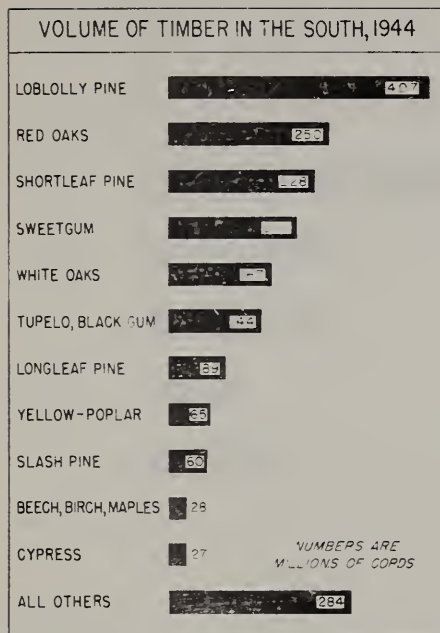 VOLUME OF TIMBER IN THE SOUTH, 1944
LOBLOLLY PINE 407
RED OAKS 250
SHORTLEAF PINE 228
SWEETGUM
WHITE OAKS
TUPELO, BLACK GUM 144
LONGLEAF PINE 89
YELLOW-POPLAR 65
SLASH PINE 60
BEECH, BIRCH, MAPLES 28
CYPRESS 27
NUMBERS ARE
MILLIONS OF CORDS
ALL OTHERS 284